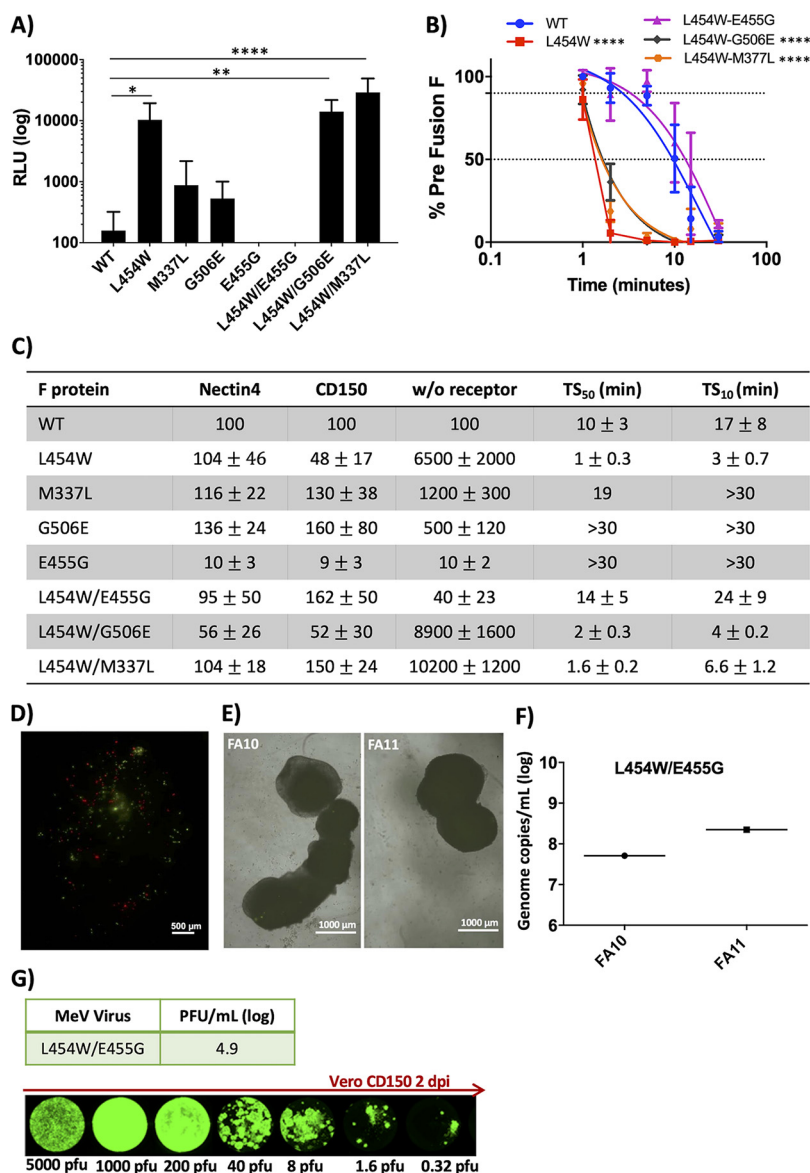 A)
****
**
*
RLU (log)
100000
10000
1000
100
WT
L454W
M337L
G506E
E455G
L454W/E455G
L454W/G506E
L454W/M337L
B)
WT
L454W ****
L454W-E455G
L454W-G506E ****
L454W-M377L ****
% Pre Fusion F
100
50
0
0.1 1 10 100
Time (minutes)
C)
F protein Nectin4 CD150 w/o receptor TS50 (min) TS10 (min)
WT 100 100 100 10 ± 3 17 ± 8
L454W 104 ± 46 48 ± 17 6500 ± 2000 1 ± 0.3 3 ± 0.7
M337L 116 ± 22 130 ± 38 1200 ± 300 19 >30
G506E 136 ± 24 160 ± 80 500 ± 120 >30 >30
E455G 10 ± 3 9 ± 3 10 ± 2 >30 >30
L454W/E455G 95 ± 50 162 ± 50 40 ± 23 14 ± 5 24 ± 9
L454W/G506E 56 ± 26 52 ± 30 8900 ± 1600 2 ± 0.3 4 ± 0.2
L454W/M337L 104 ± 18 150 ± 24 10200 ± 1200 1.6 ± 0.2 6.6 ± 1.2
D)
500 μm
E)
FA10
1000 μm
FA11
1000 μm
F)
L454W/E455G
Genome copies/mL (log)
10
9
8
7
6
FA10
FA11
G)
MeV Virus PFU/mL (log)
L454W/E455G 4.9
Vero CD150 2 dpi
5000 pfu 1000 pfu 200 pfu 40 pfu 8 pfu 1.6 pfu 0.32 pfu